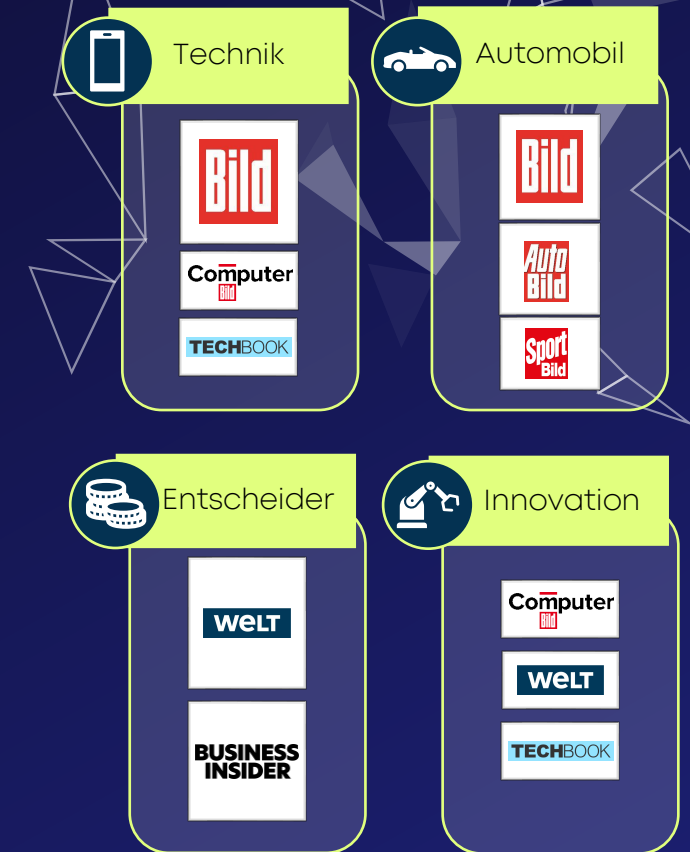 Technik
Bild
Computer
Bild
TECHBOOK
Automobil
Bild
Auto
Bild
Sport
Bild
Entscheider
WELT
BUSINESS
INSIDER
Innovation
Computer
Bild
WELT
TECHBOOK